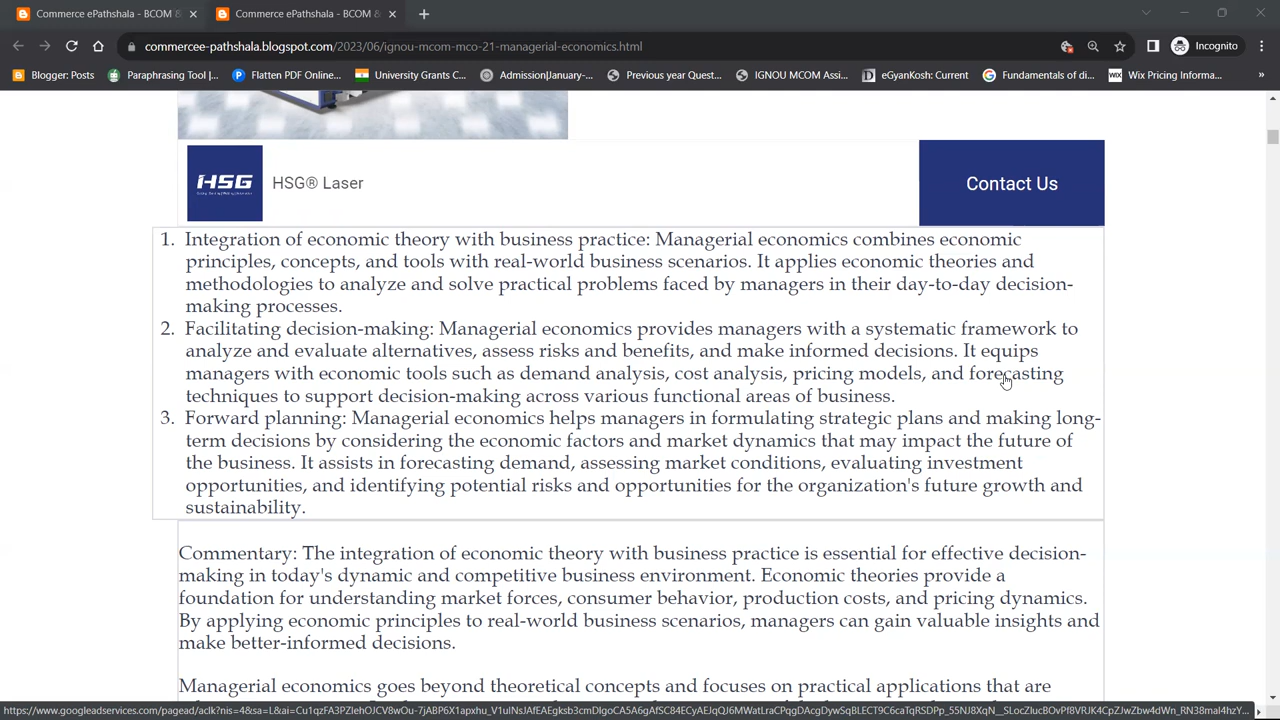 Commerce ePathshala - BCOM &
Commerce ePathshala - BCOM &
commercee-pathshala.blogspot.com/2023/06/ignou-mcom-mco-21-managerial-economics.html
Incognito
Blogger: Posts
Paraphrasing Tool |...
Flatten PDF Online...
University Grants C...
Admission|January-...
Previous year Quest...
IGNOU MCOM Assi...
eGyanKosh: Current
Fundamentals of di...
WIX
Wix Pricing Informa...
»
HSG
HSG® Laser
Contact Us
1. Integration of economic theory with business practice: Managerial economics combines economic
principles, concepts, and tools with real-world business scenarios. It applies economic theories and
methodologies to analyze and solve practical problems faced by managers in their day-to-day decision-
making processes.
2. Facilitating decision-making: Managerial economics provides managers with a systematic framework to
analyze and evaluate alternatives, assess risks and benefits, and make informed decisions. It equips
managers with economic tools such as demand analysis, cost analysis, pricing models, and forecasting
techniques to support decision-making across various functional areas of business.
3. Forward planning: Managerial economics helps managers in formulating strategic plans and making long-
term decisions by considering the economic factors and market dynamics that may impact the future of
the business. It assists in forecasting demand, assessing market conditions, evaluating investment
opportunities, and identifying potential risks and opportunities for the organization's future growth and
sustainability.
Commentary: The integration of economic theory with business practice is essential for effective decision-
making in today's dynamic and competitive business environment. Economic theories provide a
foundation for understanding market forces, consumer behavior, production costs, and pricing dynamics.
By applying economic principles to real-world business scenarios, managers can gain valuable insights and
make better-informed decisions.
Managerial economics goes beyond theoretical concepts and focuses on practical applications that are